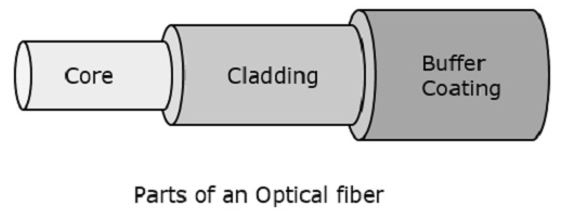 Core
Cladding
Buffer
Coating
Parts of an Optical fiber